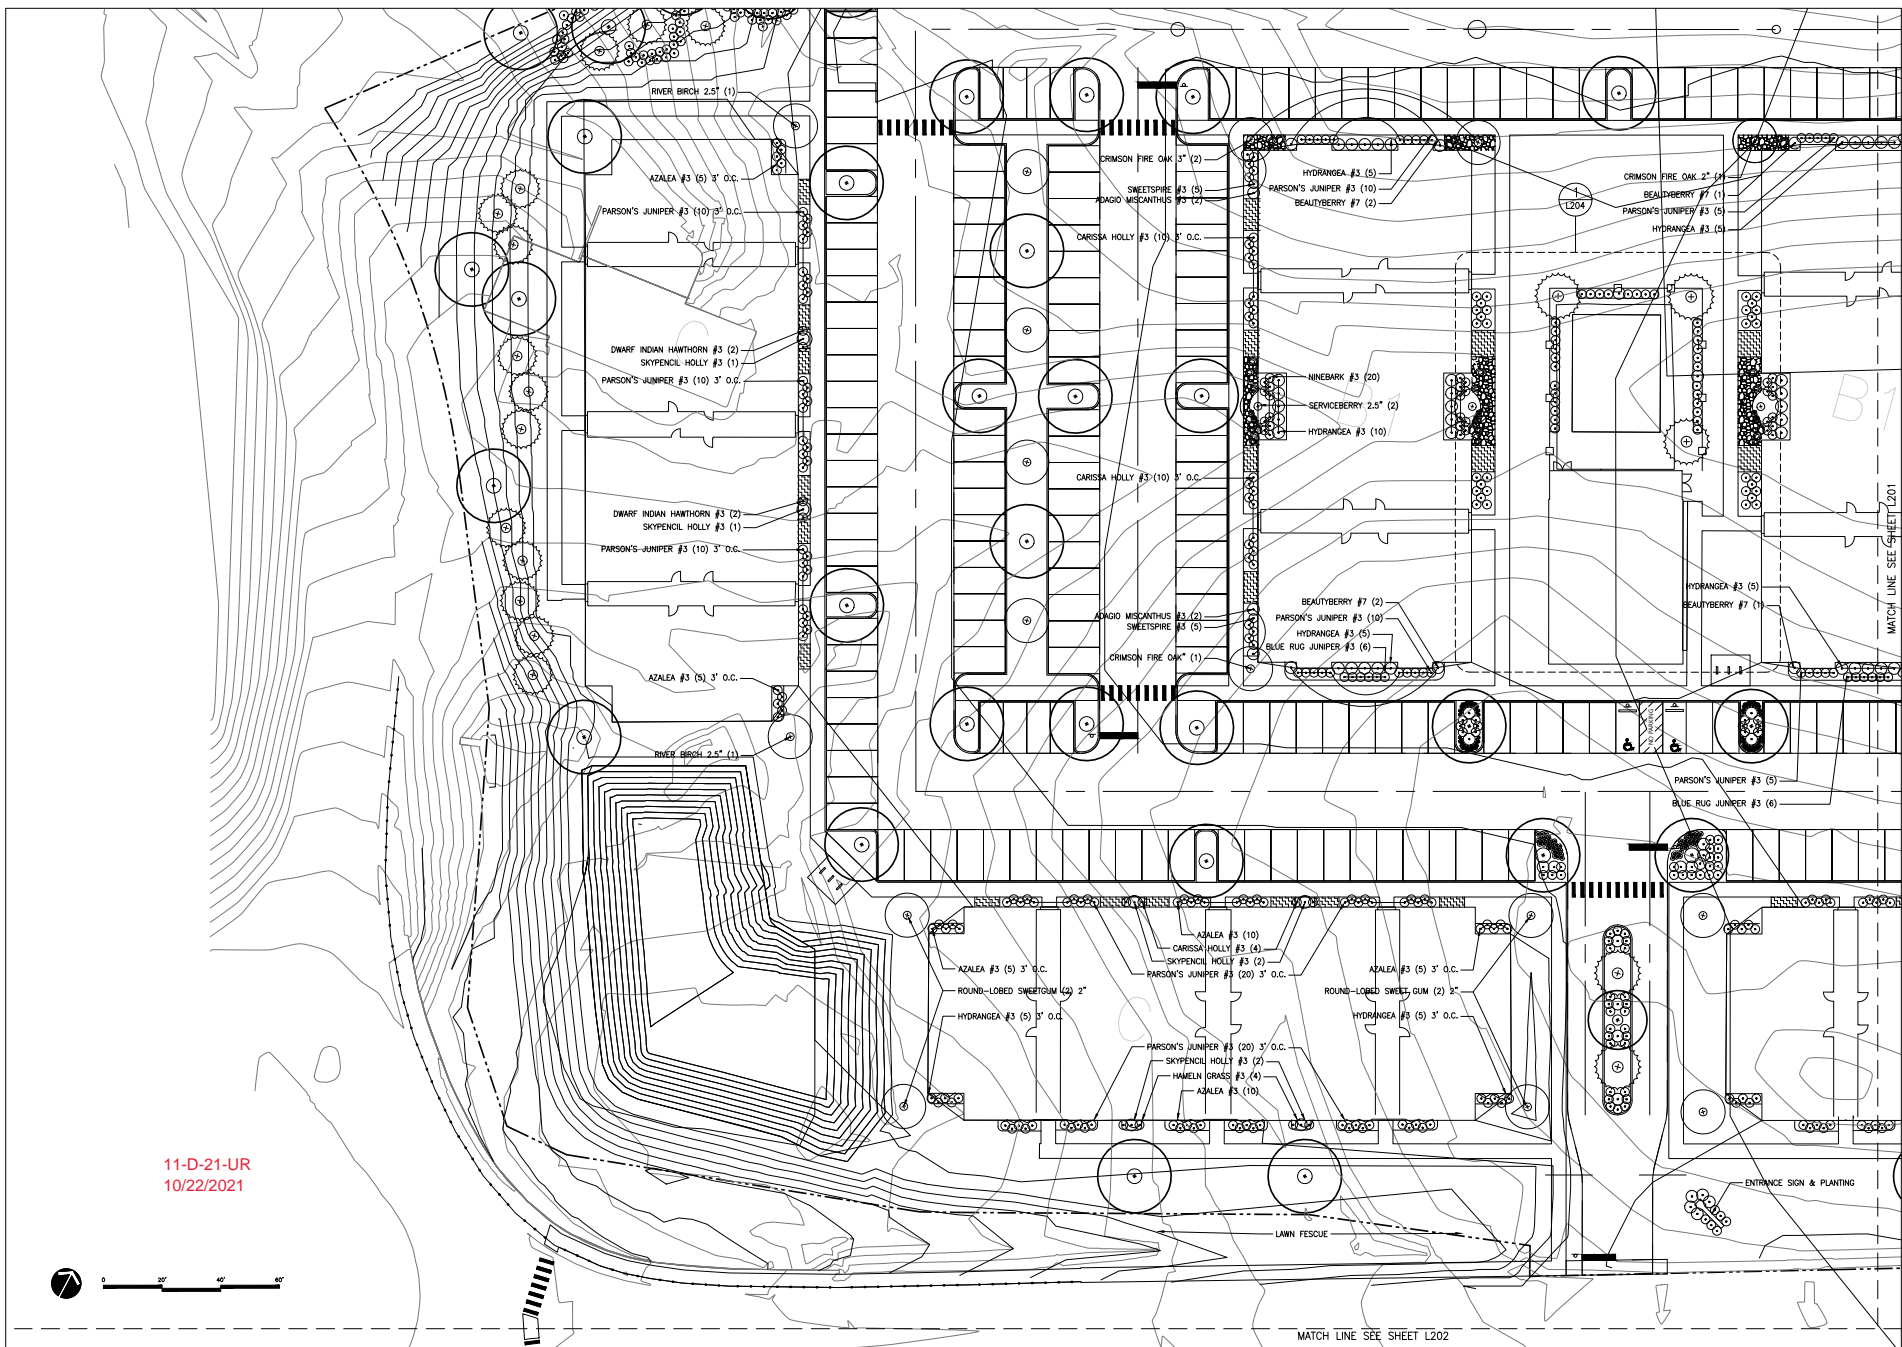 RIVER BIRCH 2.5" (1)
AZALEA #3 (5) 3' O.C.
PARSON'S JUNIPER #3 (10) 3' O.C.
DWARF INDIAN HAWTHORN #3 (2)
SKYPENCIL HOLLY #3 (1)
PARSON'S JUNIPER #3 (10) 3' O.C.
DWARF INDIAN HAWTHORN #3 (2)
SKYPENCIL HOLLY #3 (1)
PARSON'S JUNIPER #3 (10) 3' O.C.
AZALEA #3 (5) 3' O.C.
RIVER BIRCH 2.5" (1)
C
CRIMSON FIRE OAK 3" (2)
SWEETSPIRE #3 (5)
ADAGIO MISCANTHUS #3 (2)
CARISSA HOLLY #3 (10) 3' O.C.
HYDRANGEA #3 (5)
PARSON'S JUNIPER #3 (10)
BEAUTYBERRY #7 (2)
NINEBARK #3 (20)
SERVICEBERRY 2.5" (2)
HYDRANGEA #3 (10)
CARISSA HOLLY #3 (10) 3' O.C.
ADAGIO MISCANTHUS #3 (2)
SWEETSPIRE #3 (5)
CRIMSON FIRE OAK" (1)
BEAUTYBERRY #7 (2)
PARSON'S JUNIPER #3 (10)
HYDRANGEA #3 (5)
BLUE RUG JUNIPER #3 (6)
1
L204
CRIMSON FIRE OAK 2" (1)
BEAUTYBERRY #7 (1)
PARSON'S JUNIPER #3 (5)
HYDRANGEA #3 (5)
B1
HYDRANGEA #3 (5)
BEAUTYBERRY #7 (1)
MATCH LINE SEE SHEET L201
NO PARKING
PARSON'S JUNIPER #3 (5)
BLUE RUG JUNIPER #3 (6)
AZALEA #3 (10)
CARISSA HOLLY #3 (4)
SKYPENCIL HOLLY #3 (2)
PARSON'S JUNIPER #3 (20) 3' O.C.
AZALEA #3 (5) 3' O.C.
ROUND-LOBED SWEETGUM (2) 2"
HYDRANGEA #3 (5) 3' O.C.
AZALEA #3 (5) 3' O.C.
ROUND-LOBED SWEET GUM (2) 2"
HYDRANGEA #3 (5) 3' O.C.
C
PARSON'S JUNIPER #3 (20) 3' O.C.
SKYPENCIL HOLLY #3 (2)
HAMELN GRASS #3 (4)
AZALEA #3 (10)
ENTRANCE SIGN & PLANTING
LAWN FESCUE
11-D-21-UR
10/22/2021
0 20' 40' 60'
MATCH LINE SEE SHEET L202